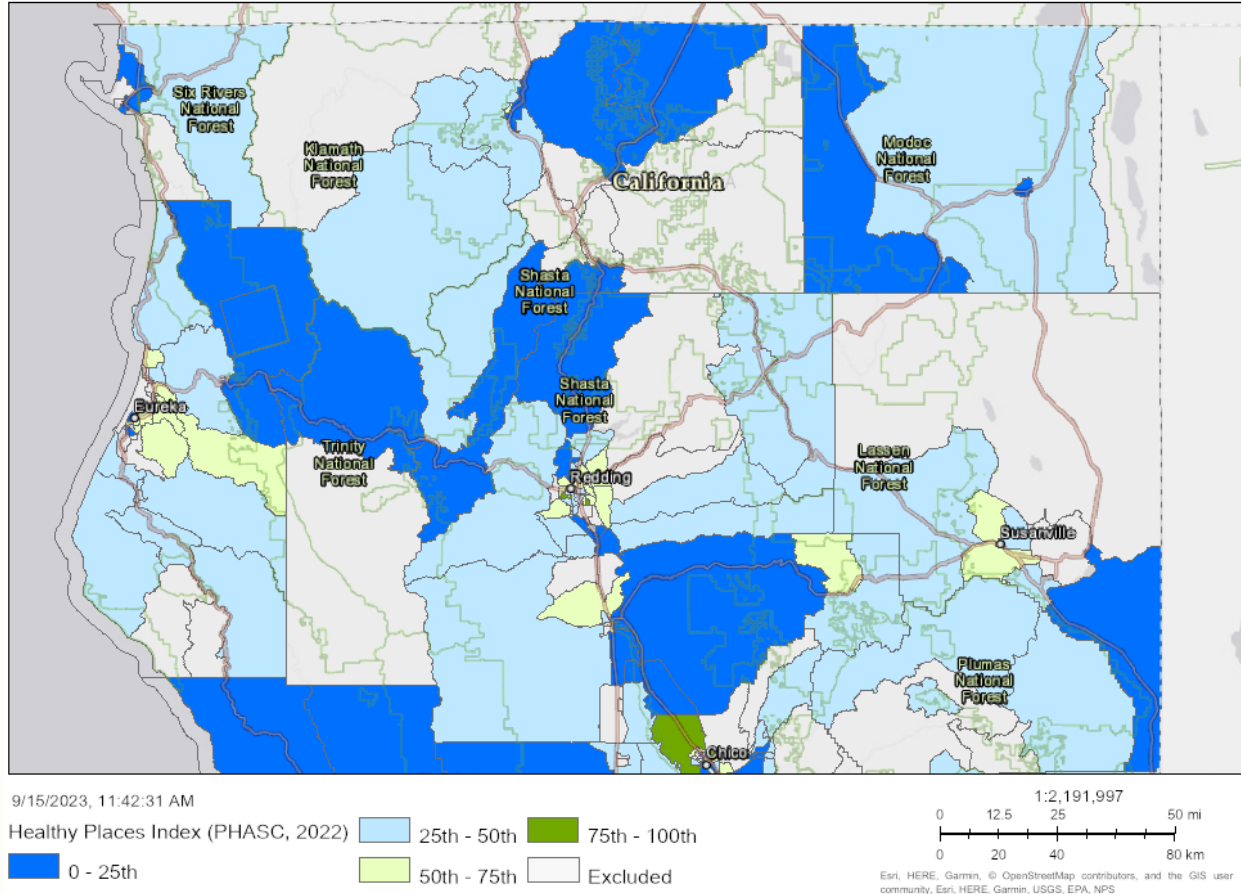 Six Rivers
National
Forest
Klamath
National
Forest
California
Modoc
National
Forest
Shasta
National
Forest
Shasta
National
Forest
Eureka
Trinity
National
Forest
Redding
Lassen
National
Forest
Susanville
Plumas
National
Forest
Chico
9/15/2023, 11:42:31 AM
Healthy Places Index (PHASC, 2022)
0 - 25th
25th - 50th
50th - 75th
75th - 100th
Excluded
1:2,191,997
0 12.5 25 50 mi
0 20 40 80 km
Esri, HERE, Garmin, © OpenStreetMap contributors, and the GIS user
community, Esri, HERE, Garmin, USGS, EPA, NPS